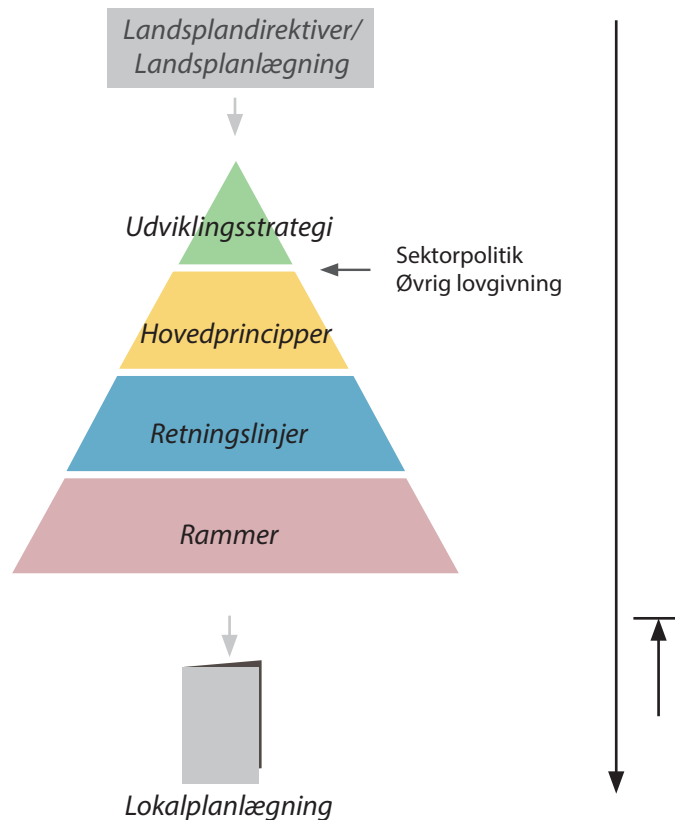 Landsplandirektiver/
Landsplanlægning
Udviklingsstrategi
Sektorpolitik
Øvrig lovgivning
Hovedprincipper
Retningslinjer
Rammer
Lokalplanlægning